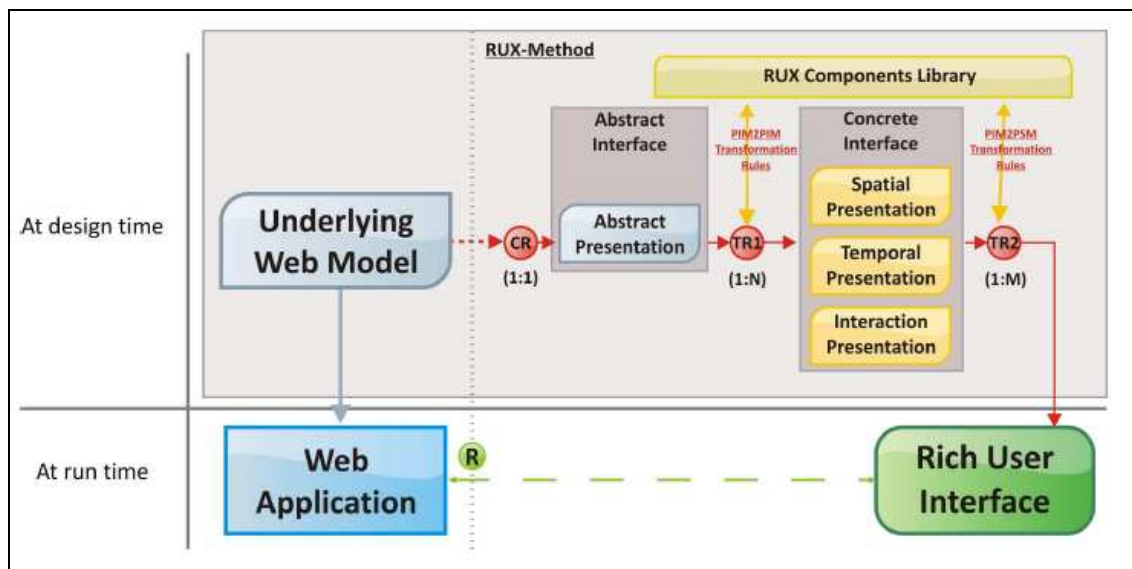 RUX-Method
RUX Components Library
Abstract
Interface
PIM2PIM
Transformation
Rules
Concrete
Interface
PIM2PSM
Transformation
Rules
At design time
Underlying
Web Model
CR
(1:1)
Abstract
Presentation
TR1
(1:N)
Spatial
Presentation
Temporal
Presentation
Interaction
Presentation
TR2
(1:M)
At run time
Web
Application
R
Rich User
Interface